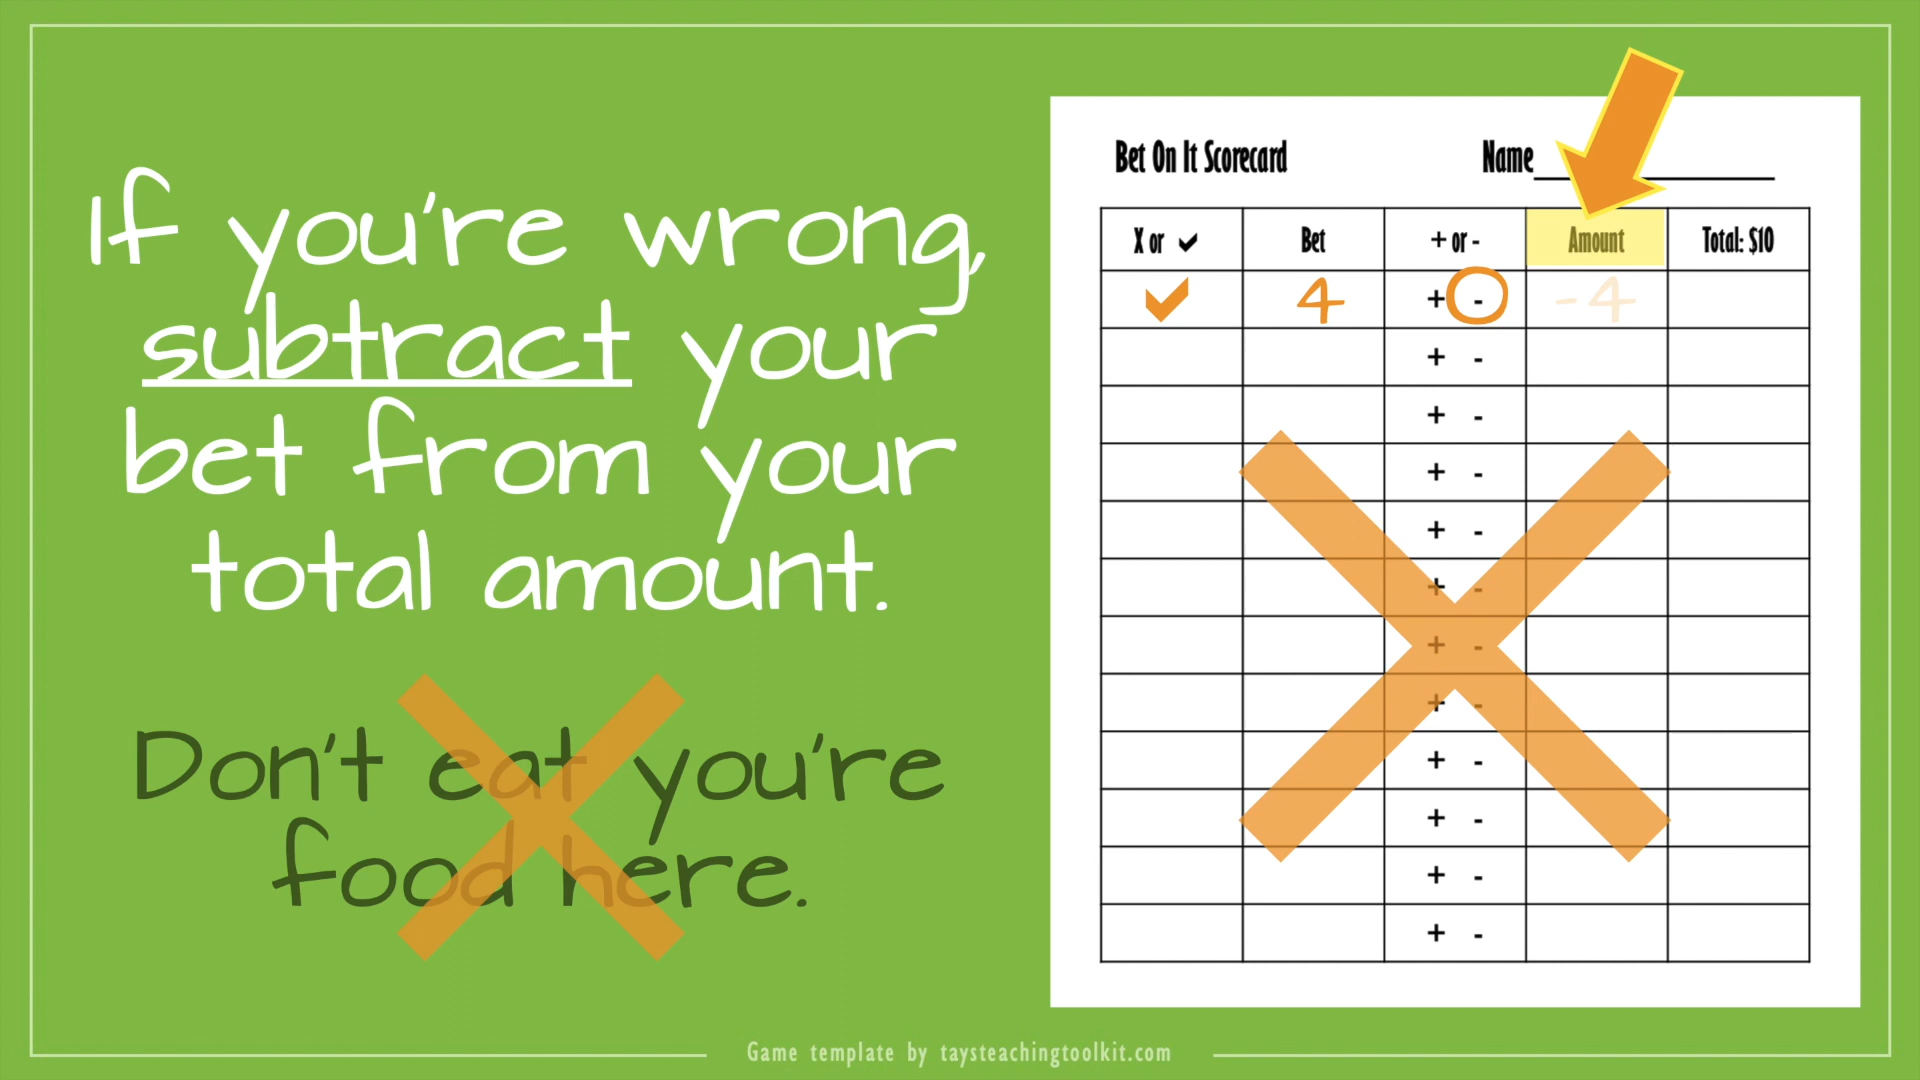 If you're wrong,
subtract your
bet from your
total amount.
Don't eat you're
food here.
Bet On It Scorecard Name
X or ✓ Bet + or - Amount Total: $10
✓ 4 + - -4
+ -
+ -
+ -
+ -
+ -
+ -
+ -
+ -
+ -
+ -
+ -
Game template by taysteachingtoolkit.com